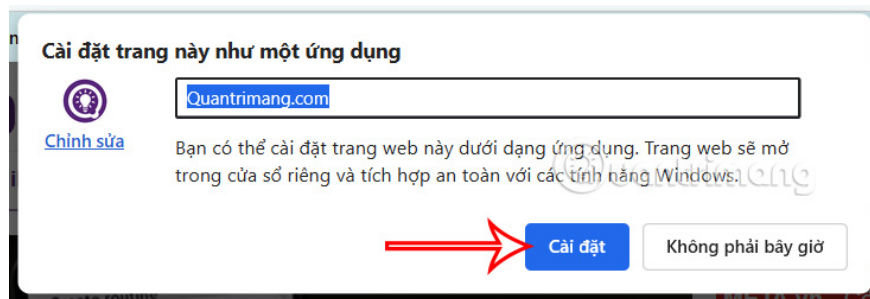 Cài đặt trang này như một ứng dụng
Quantrimang.com
Chỉnh sửa
Bạn có thể cài đặt trang web này dưới dạng ứng dụng. Trang web sẽ mở
trong cửa sổ riêng và tích hợp an toàn với các tính năng Windows.
uantrimang
Cài đặt
Không phải bây giờ